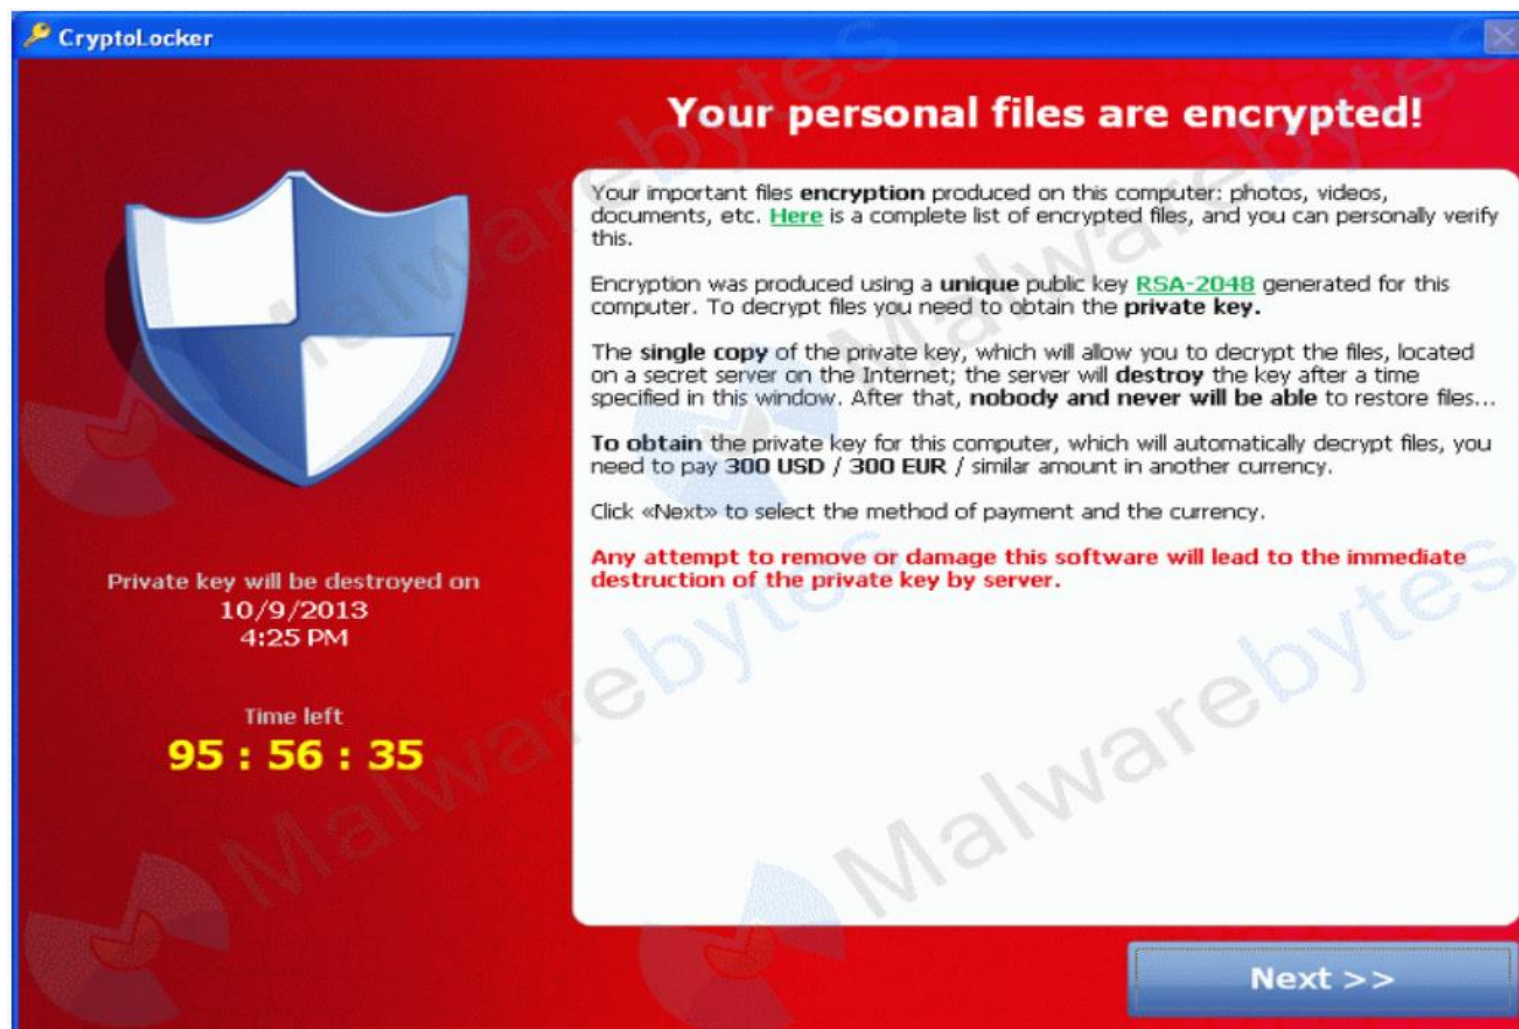 CryptoLocker
Your personal files are encrypted!
Your important files encryption produced on this computer: photos, videos,
documents, etc. Here is a complete list of encrypted files, and you can personally verify
this.
Encryption was produced using a unique public key RSA-2048 generated for this
computer. To decrypt files you need to obtain the private key.
The single copy of the private key, which will allow you to decrypt the files, located
on a secret server on the Internet; the server will destroy the key after a time
specified in this window. After that, nobody and never will be able to restore files...
To obtain the private key for this computer, which will automatically decrypt files, you
need to pay 300 USD / 300 EUR / similar amount in another currency.
Click «Next» to select the method of payment and the currency.
Any attempt to remove or damage this software will lead to the immediate
destruction of the private key by server.
Private key will be destroyed on
10/9/2013
4:25 PM
Time left
95 : 56 : 35
Next >>
Malwarebytes
Malwarebytes
Malwarebytes
Malwarebytes